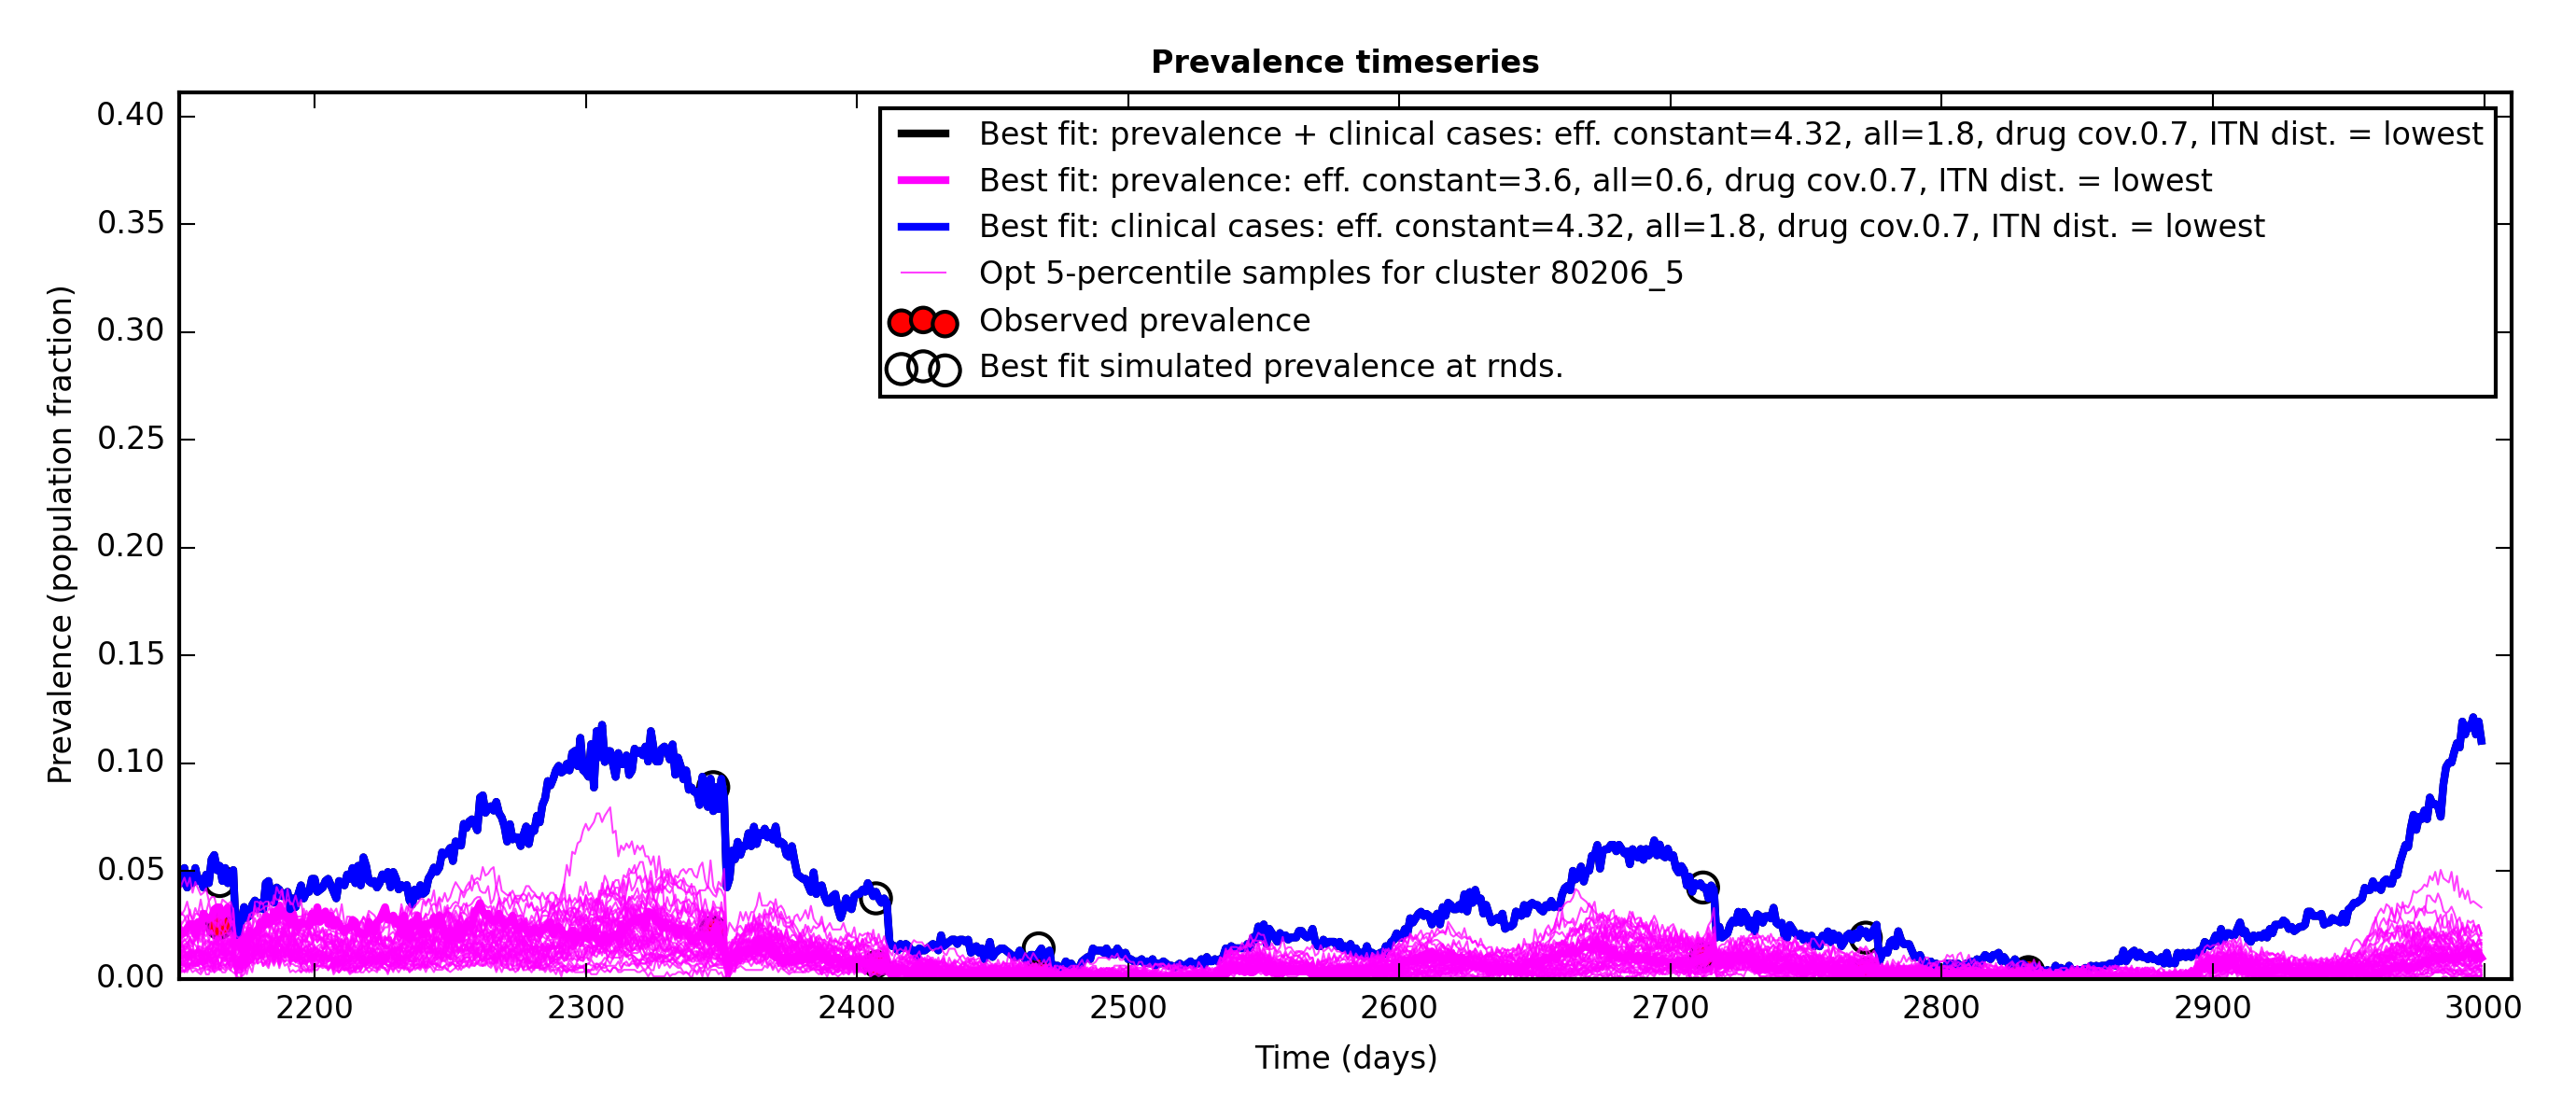 Prevalence timeseries
Best fit: prevalence + clinical cases: eff. constant=4.32, all=1.8, drug cov.0.7, ITN dist. = lowest
Best fit: prevalence: eff. constant=3.6, all=0.6, drug cov.0.7, ITN dist. = lowest
Best fit: clinical cases: eff. constant=4.32, all=1.8, drug cov.0.7, ITN dist. = lowest
Opt 5-percentile samples for cluster 80206_5
Observed prevalence
Best fit simulated prevalence at rnds.
Prevalence (population fraction)
0.40
0.35
0.30
0.25
0.20
0.15
0.10
0.05
0.00
2200 2300 2400 2500 2600 2700 2800 2900 3000
Time (days)